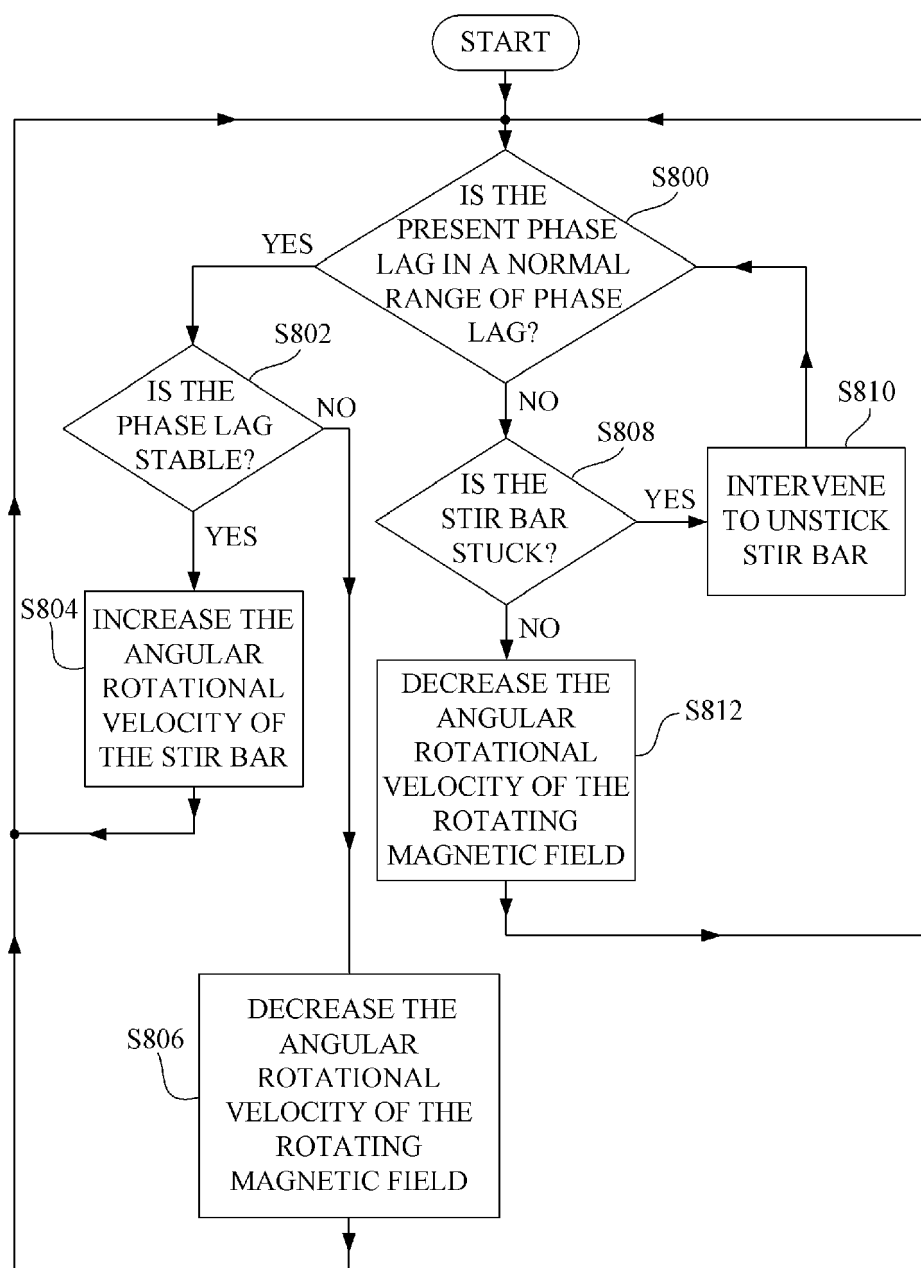 START
S800
IS THE
PRESENT PHASE
LAG IN A NORMAL
RANGE OF PHASE
LAG?
YES
NO
S802
IS THE
PHASE LAG
STABLE?
NO
YES
S804
INCREASE THE
ANGULAR
ROTATIONAL
VELOCITY OF
THE STIR BAR
S806
DECREASE THE
ANGULAR
ROTATIONAL
VELOCITY OF THE
ROTATING
MAGNETIC FIELD
S808
IS THE
STIR BAR
STUCK?
YES
NO
S810
INTERVENE
TO UNSTICK
STIR BAR
S812
DECREASE THE
ANGULAR
ROTATIONAL
VELOCITY OF THE
ROTATING
MAGNETIC FIELD